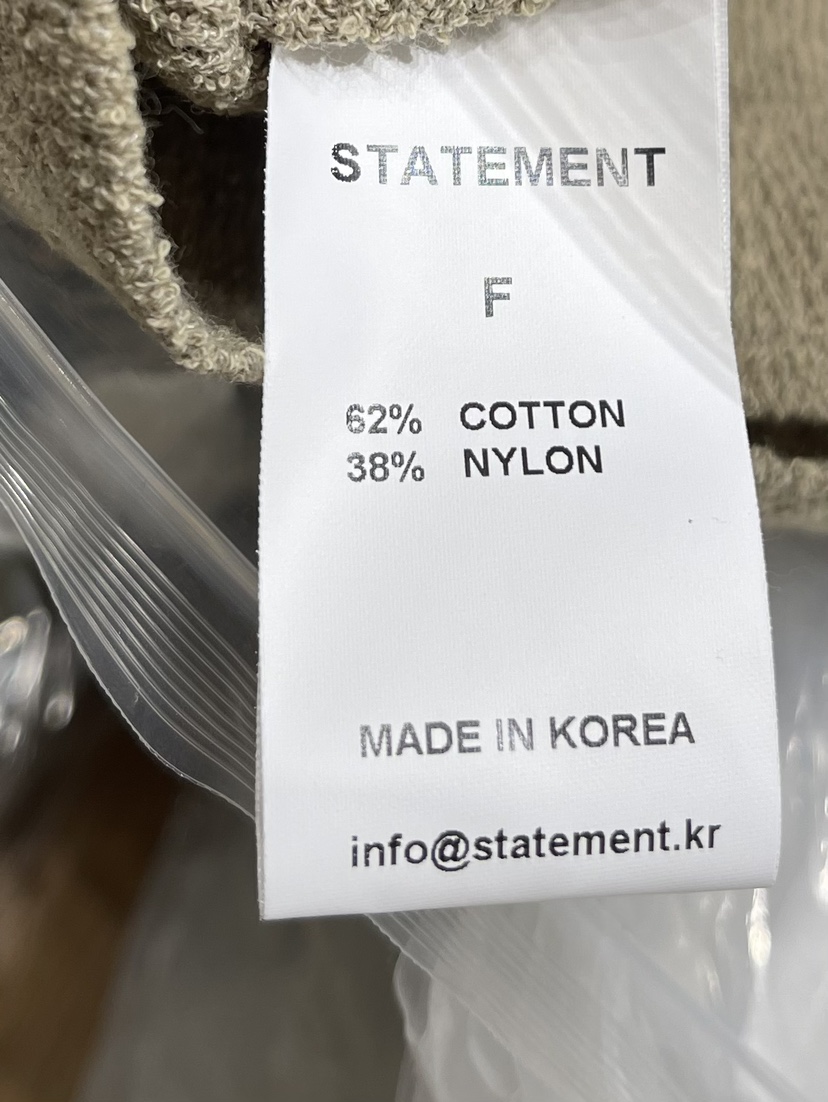 STATEMENT
F
62% COTTON
38% NYLON
MADE IN KOREA
info@statement.kr